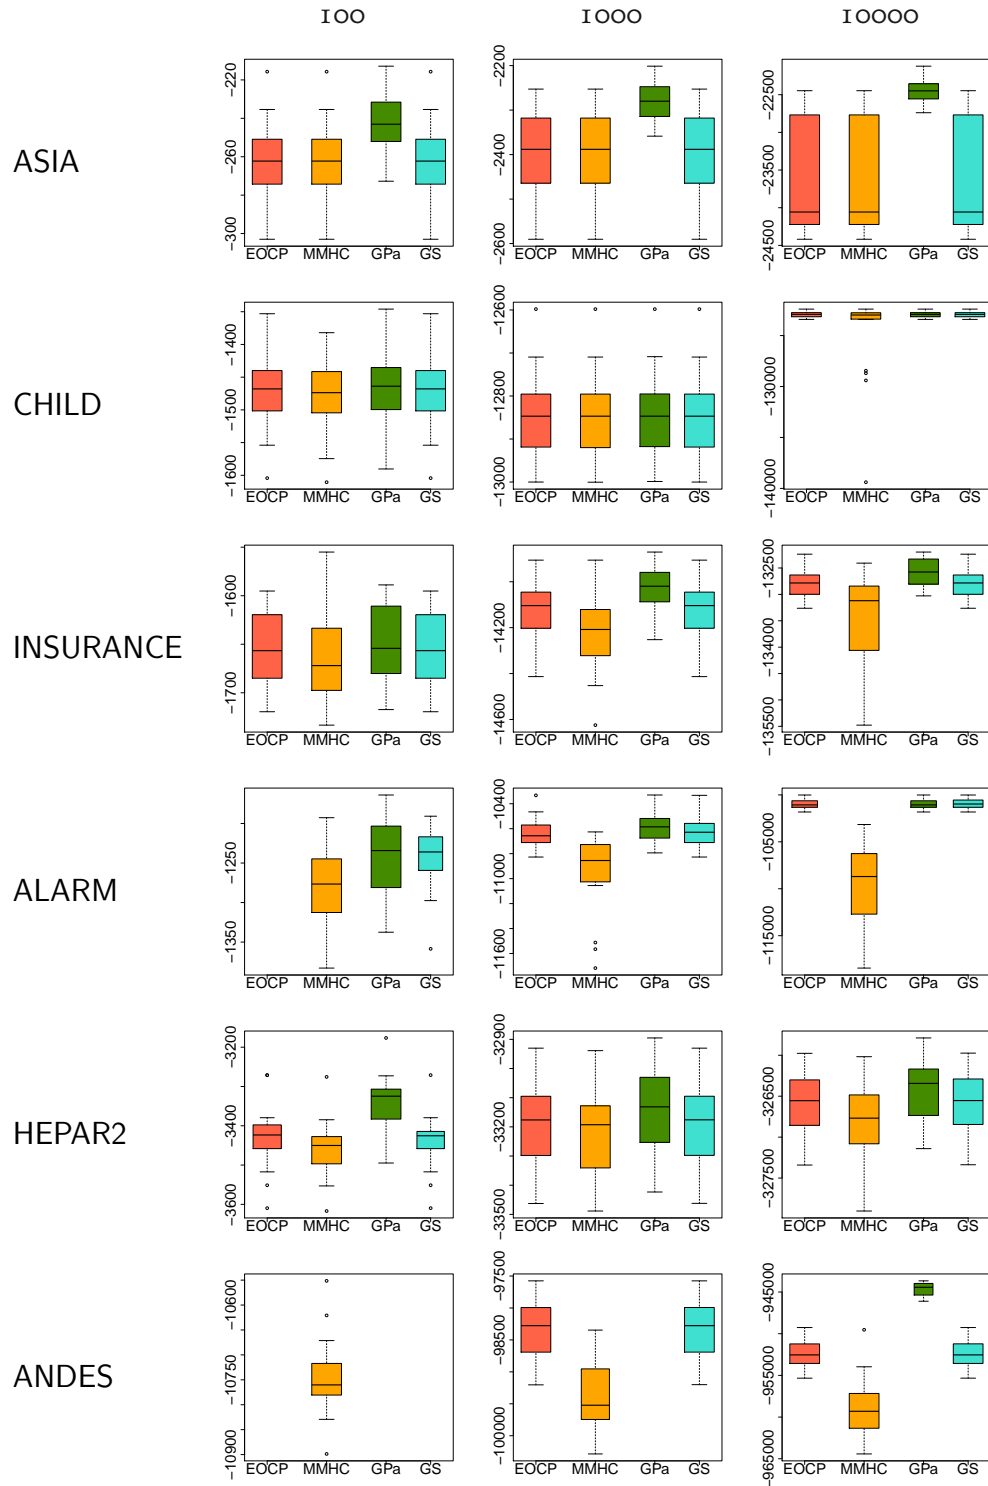 100 1000 10000
ASIA
-220 -260 -300
EOCP MMHC GPa GS
-2200 -2400 -2600
EOCP MMHC GPa GS
-22500 -23500 -24500
EOCP MMHC GPa GS
CHILD
-1400 -1500 -1600
EOCP MMHC GPa GS
-12600 -12800 -13000
EOCP MMHC GPa GS
-130000 -140000
EOCP MMHC GPa GS
INSURANCE
-1600 -1700
EOCP MMHC GPa GS
-14200 -14600
EOCP MMHC GPa GS
-132500 -134000 -135500
EOCP MMHC GPa GS
ALARM
-1250 -1350
EOCP MMHC GPa GS
-10400 -11000 -11600
EOCP MMHC GPa GS
-105000 -115000
EOCP MMHC GPa GS
HEPAR2
-3200 -3400 -3600
EOCP MMHC GPa GS
-32900 -33200 -33500
EOCP MMHC GPa GS
-326500 -327500
EOCP MMHC GPa GS
ANDES
-10600 -10750 -10900
EOCP MMHC GPa GS
-97500 -98500 -100000
EOCP MMHC GPa GS
-945000 -955000 -965000
EOCP MMHC GPa GS